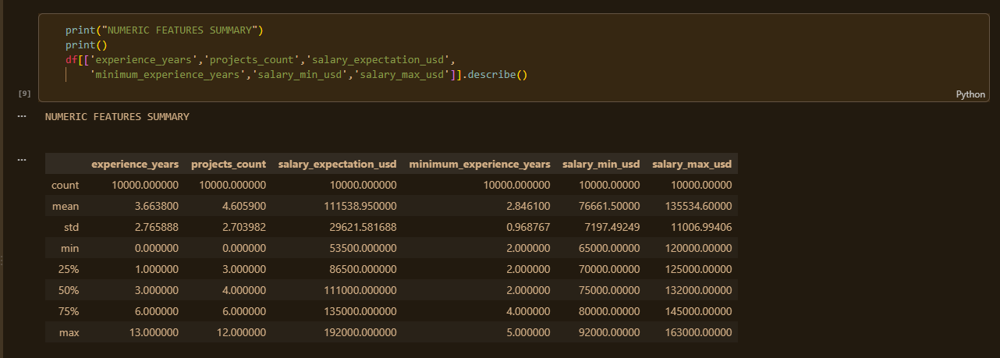 print("NUMERIC FEATURES SUMMARY")
print()
df[['experience_years','projects_count','salary_expectation_usd',
'minimum_experience_years','salary_min_usd','salary_max_usd']].describe()
[9]
Python
... NUMERIC FEATURES SUMMARY
...
experience_years projects_count salary_expectation_usd minimum_experience_years salary_min_usd salary_max_usd
count 10000.000000 10000.000000 10000.000000 10000.000000 10000.00000 10000.00000
mean 3.663800 4.605900 111538.950000 2.846100 76661.50000 135534.60000
std 2.765888 2.703982 29621.581688 0.968767 7197.49249 11006.99406
min 0.000000 0.000000 53500.000000 2.000000 65000.00000 120000.00000
25% 1.000000 3.000000 86500.000000 2.000000 70000.00000 125000.00000
50% 3.000000 4.000000 111000.000000 2.000000 75000.00000 132000.00000
75% 6.000000 6.000000 135000.000000 4.000000 80000.00000 145000.00000
max 13.000000 12.000000 192000.000000 5.000000 92000.00000 163000.00000